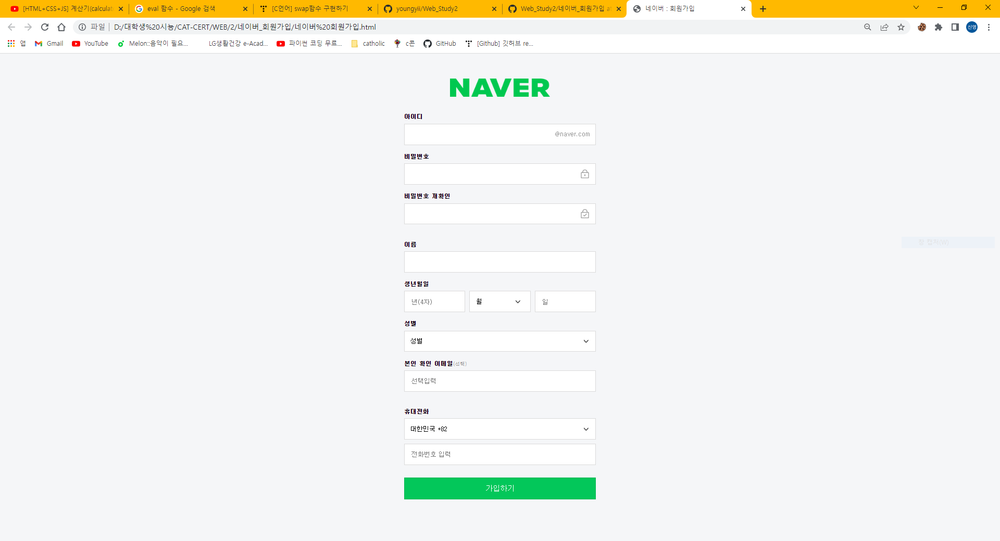 [HTML+CSS+JS] 계산기(calculat
eval 함수 - Google 검색
[C언어] swap함수 구현하기
youngyii/Web_Study2
Web_Study2/네이버_회원가입 at
네이버 : 회원가입
파일
D:/대학생%20시능/CAT-CERT/WEB/2/네이버_회원가입/네이버%20회원가입.html
신영
앱
Gmail
YouTube
Melon::음악이 필요...
LG생활건강 e-Acad...
파이썬 코딩 무료...
catholic
c콘
GitHub
[Github] 깃허브 re...
NAVER
아이디
@naver.com
비밀번호
비밀번호 재확인
이름
창 캡처(W)
생년월일
년(4자)
월
일
성별
성별
본인 확인 이메일(선택)
선택입력
휴대전화
대한민국 +82
전화번호 입력
가입하기